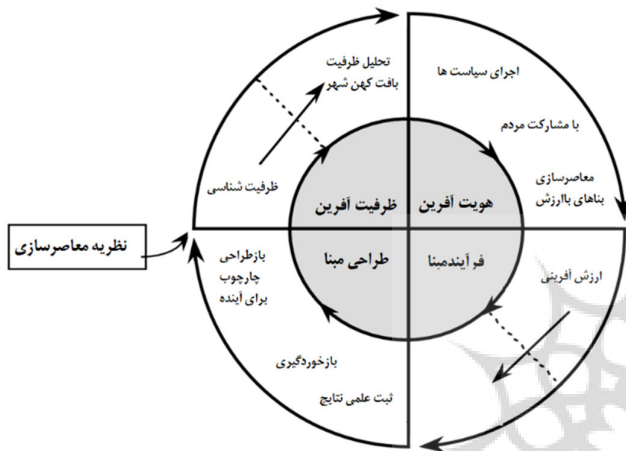 اجرای سیاست ها
با مشارکت مردم
معاصرسازی
بناهای باارزش
تحلیل ظرفیت
بافت کهن شهر
ظرفیت شناسی
هویت آفرین
ظرفیت آفرین
فرآیندمبنا
طراحی مبنا
نظریه معاصرسازی
ارزش آفرینی
بازطراحی
چارچوب
برای آینده
بازخوردگیری
ثبت علمی نتایج